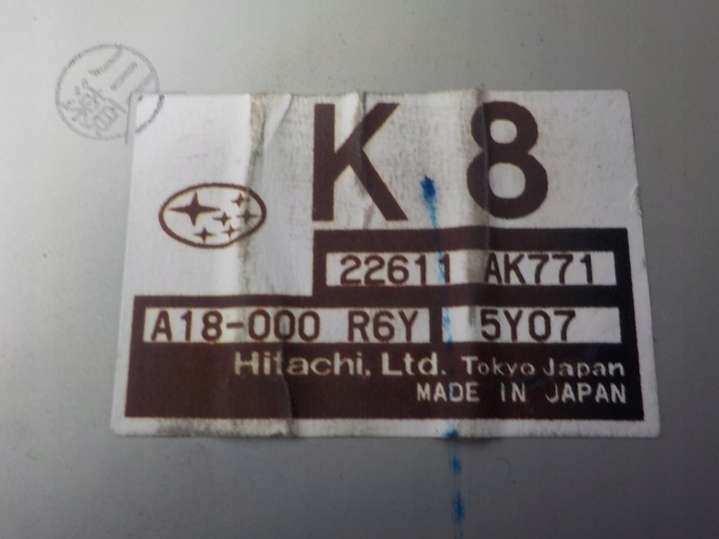 K 8
22611 AK771
A18-000 R6Y 5Y07
Hitachi, Ltd. Tokyo Japan
MADE IN JAPAN